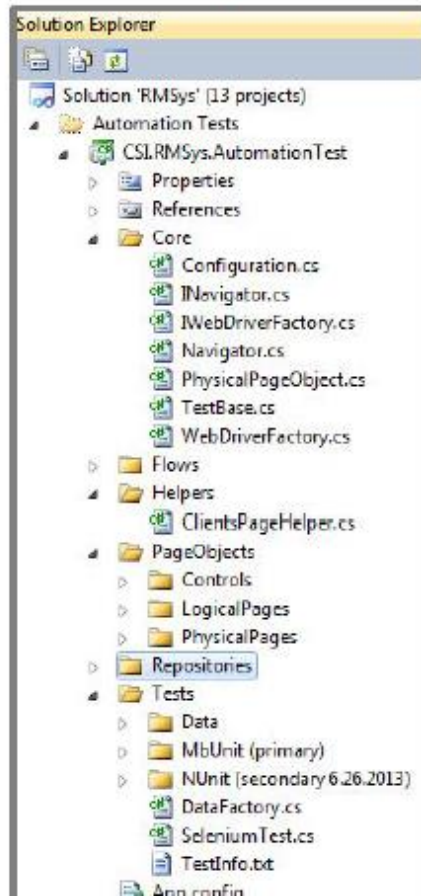 Solution Explorer
Solution 'RMSys' (13 projects)
Automation Tests
CSI.RMSys.AutomationTest
Properties
References
Core
Configuration.cs
INavigator.cs
IWebDriverFactory.cs
Navigator.cs
PhysicalPageObject.cs
TestBase.cs
WebDriverFactory.cs
Flows
Helpers
ClientsPageHelper.cs
PageObjects
Controls
LogicalPages
PhysicalPages
Repositories
Tests
Data
MbUnit (primary)
NUnit (secondary 6.26.2013)
DataFactory.cs
SeleniumTest.cs
TestInfo.txt
App.config